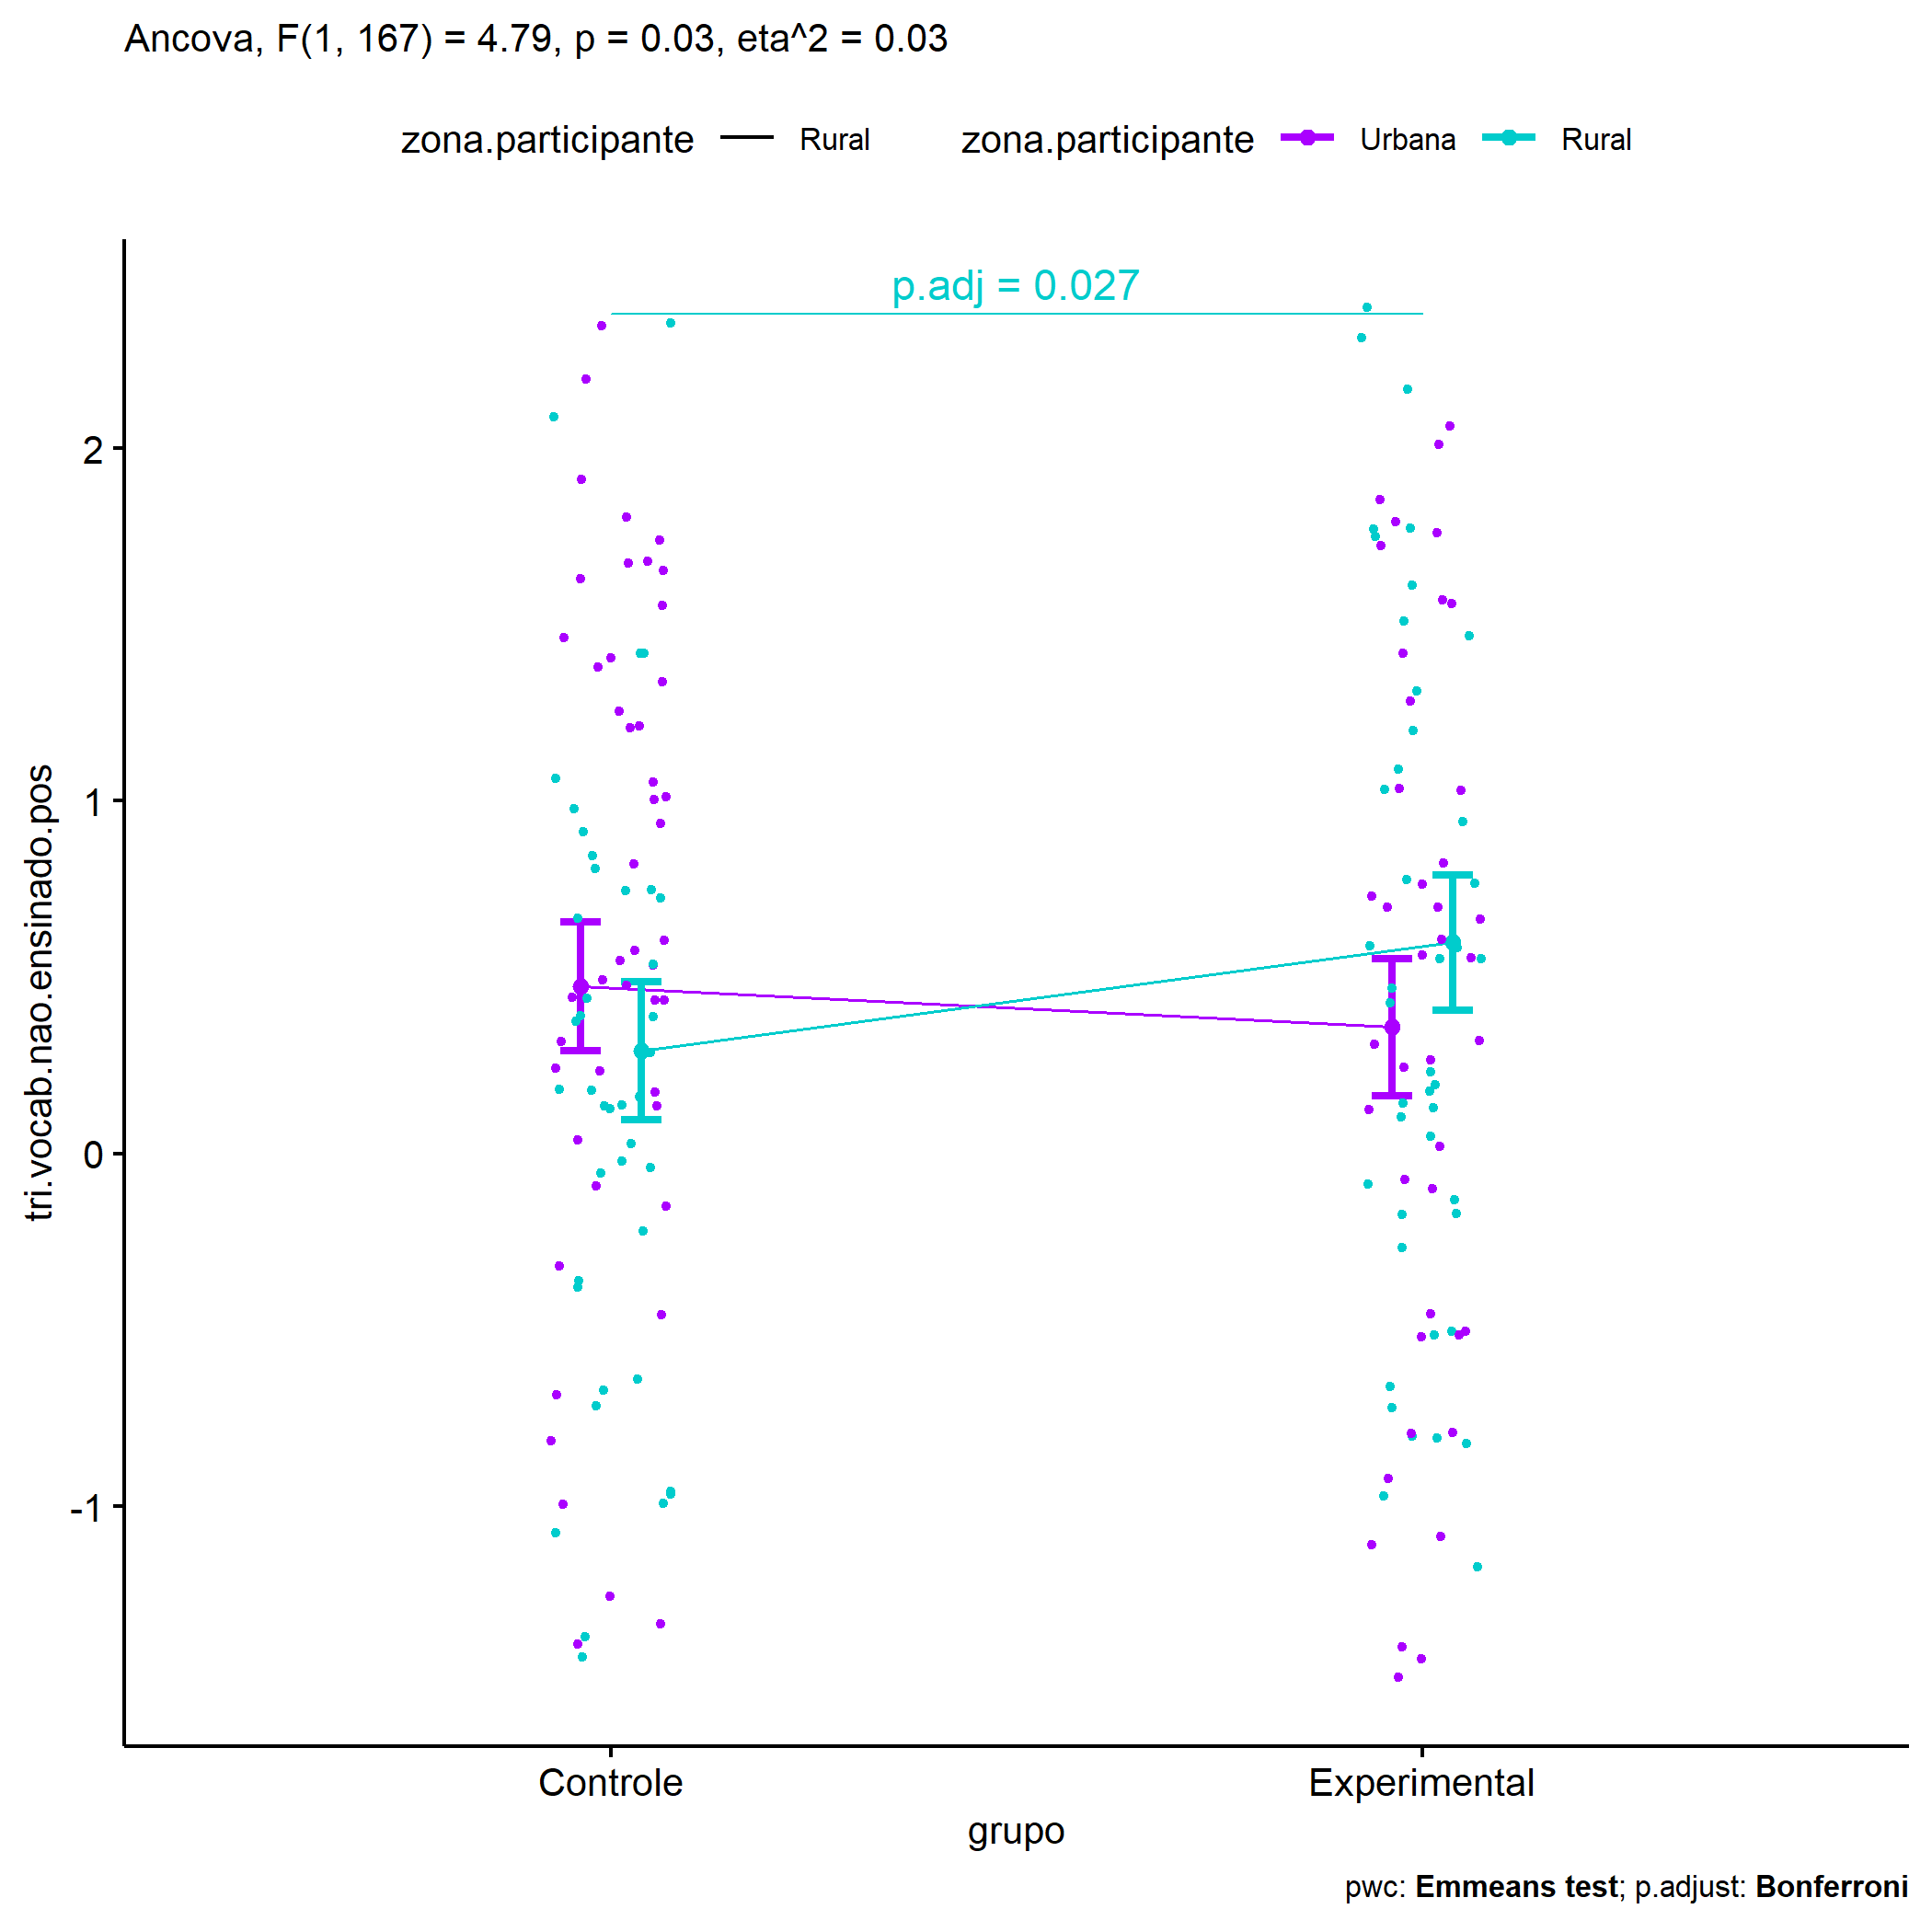 Ancova, F(1, 167) = 4.79, p = 0.03, eta^2 = 0.03
zona.participante Rural zona.participante Urbana Rural
p.adj = 0.027
2
1
0
-1
tri.vocab.nao.ensinado.pos
Controle Experimental
grupo
pwc: Emmeans test; p.adjust: Bonferroni